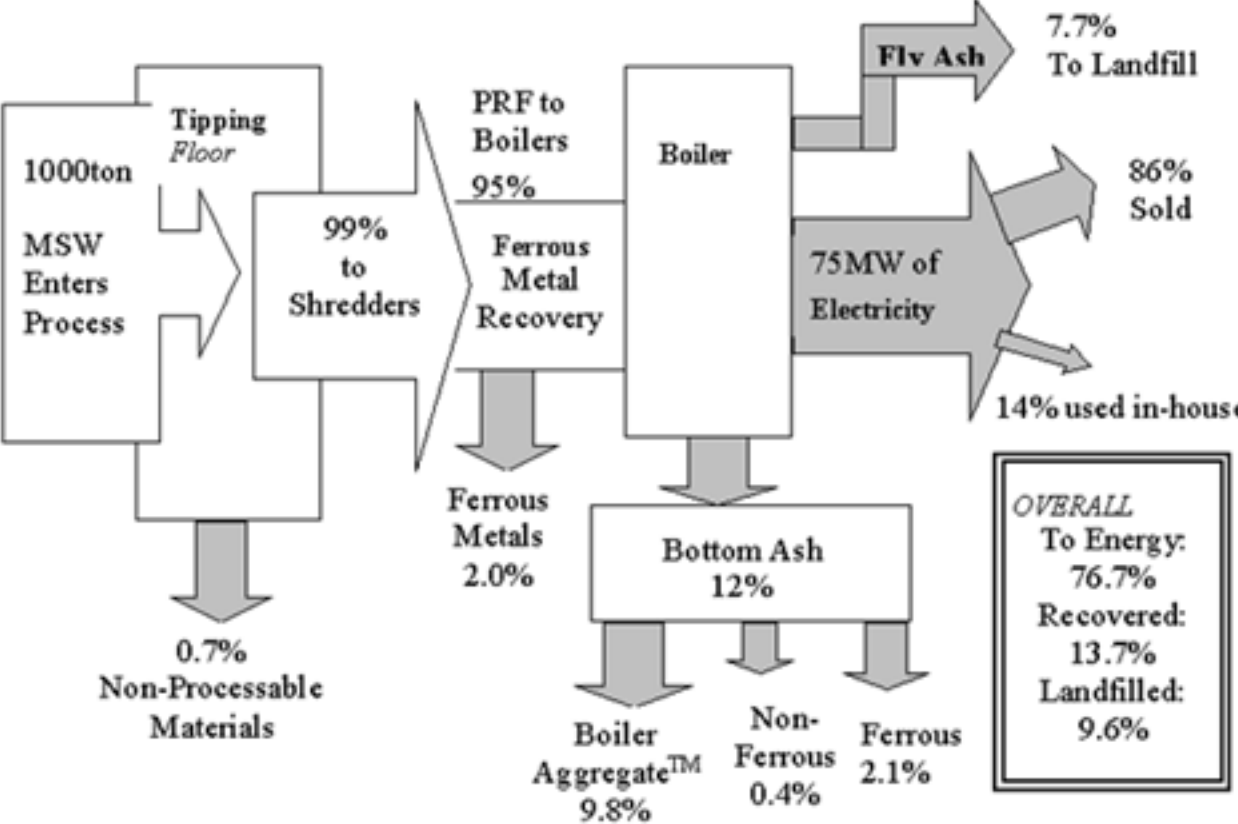 1000ton
MSW
Enters
Process
Tipping
Floor
99%
to
Shredders
PRF to
Boilers
95%
Ferrous
Metal
Recovery
Boiler
Fly Ash
7.7%
To Landfill
86%
Sold
75MW of
Electricity
14% used in-house
Ferrous
Metals
2.0%
Bottom Ash
12%
0.7%
Non-Processable
Materials
Boiler
Aggregate™
9.8%
Non-
Ferrous
0.4%
Ferrous
2.1%
OVERALL
To Energy:
76.7%
Recovered:
13.7%
Landfilled:
9.6%